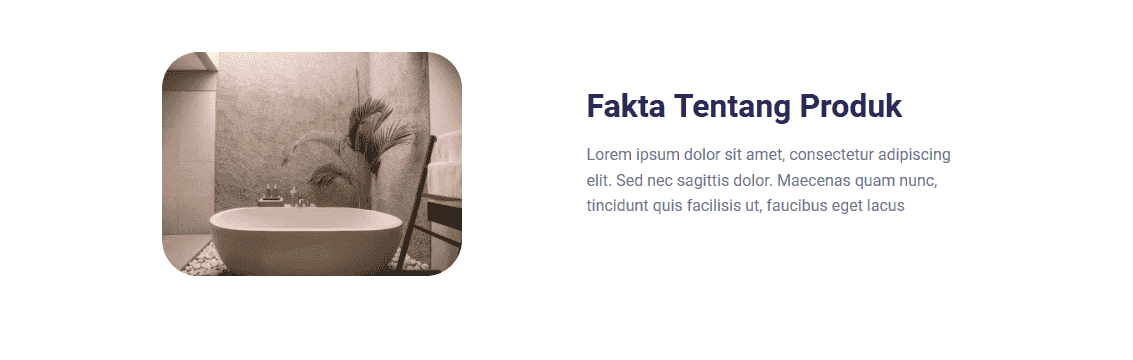 Fakta Tentang Produk
Lorem ipsum dolor sit amet, consectetur adipiscing
elit. Sed nec sagittis dolor. Maecenas quam nunc,
tincidunt quis facilisis ut, faucibus eget lacus